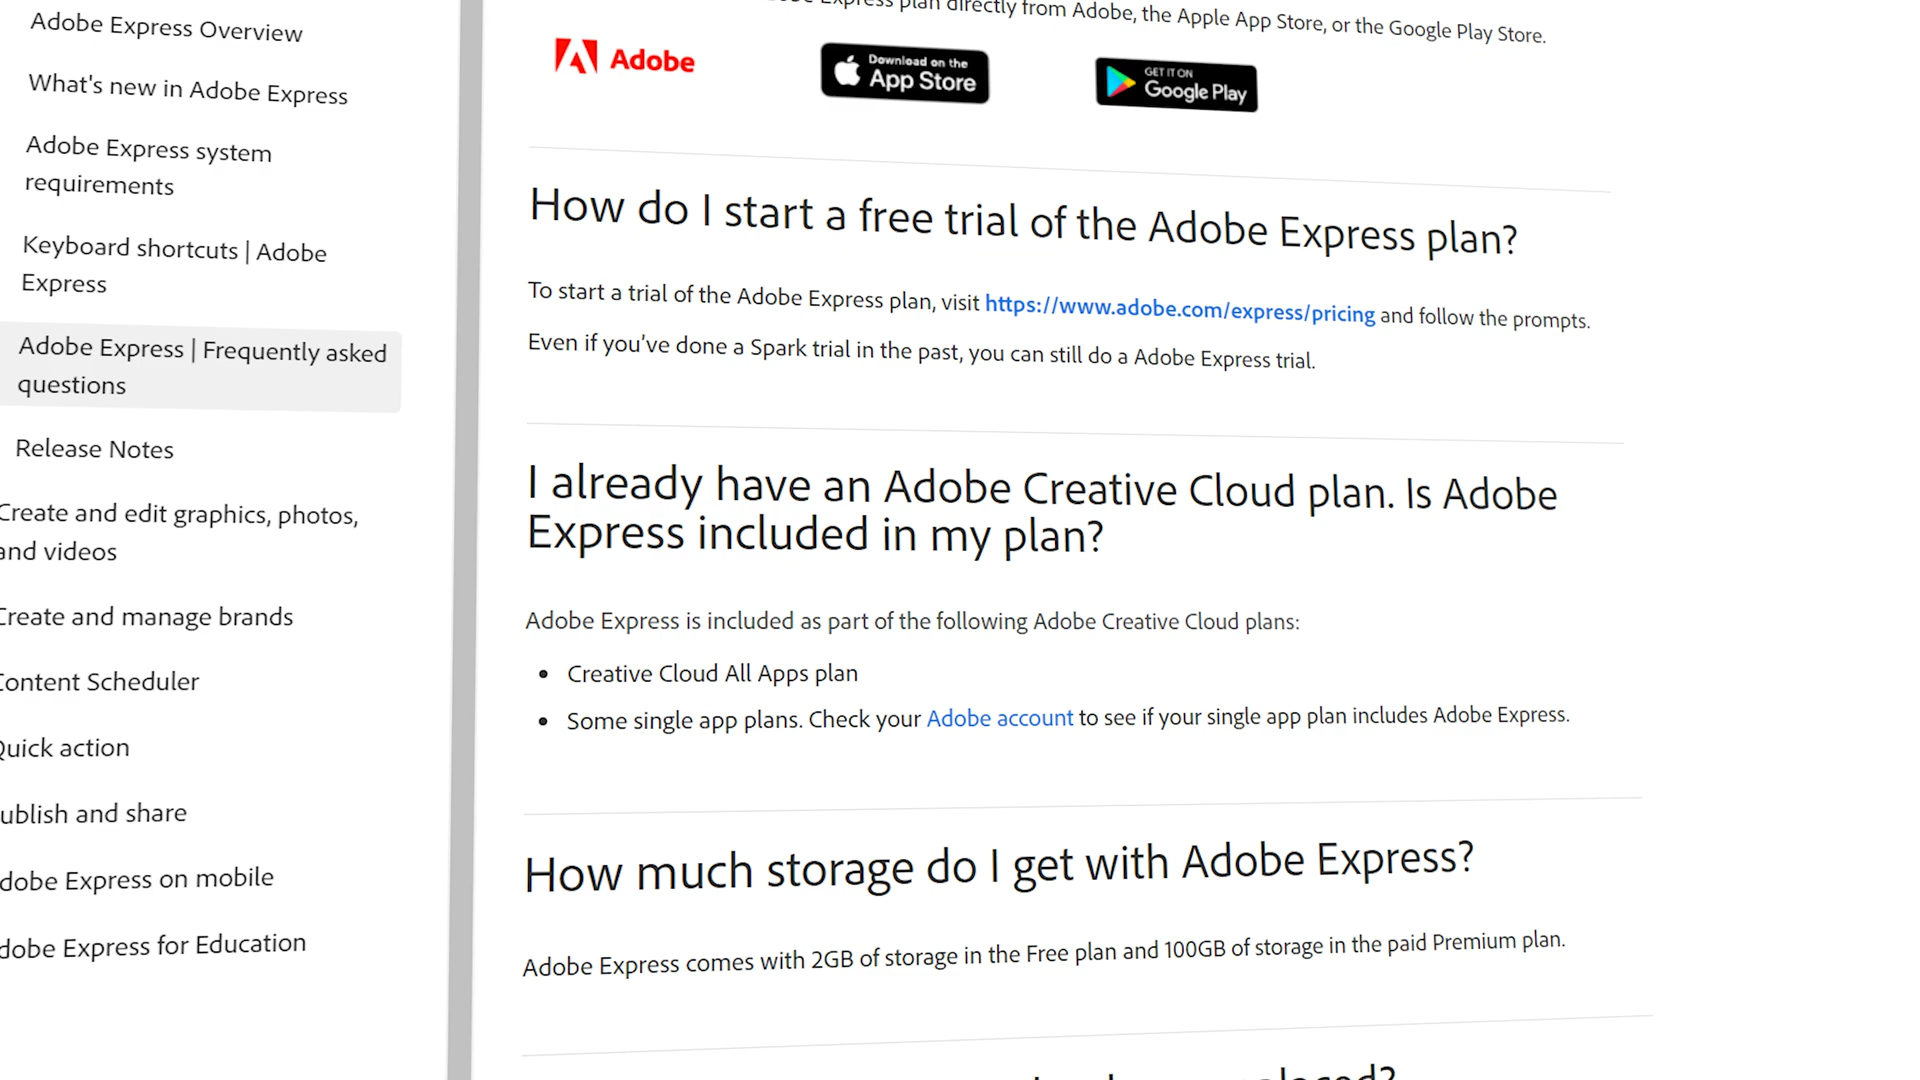 Adobe Express Overview
What's new in Adobe Express
Adobe Express system
requirements
Keyboard shortcuts | Adobe
Express
Adobe Express | Frequently asked
questions
Release Notes
Create and edit graphics, photos,
and videos
Create and manage brands
Content Scheduler
Quick action
ublish and share
dobe Express on mobile
dobe Express for Education
Express plan directly from Adobe, the Apple App Store, or the Google Play Store.
Adobe
Download on the
App Store
GET IT ON
Google Play
How do I start a free trial of the Adobe Express plan?
To start a trial of the Adobe Express plan, visit https://www.adobe.com/express/pricing and follow the prompts.
Even if you’ve done a Spark trial in the past, you can still do a Adobe Express trial.
I already have an Adobe Creative Cloud plan. Is Adobe
Express included in my plan?
Adobe Express is included as part of the following Adobe Creative Cloud plans:
• Creative Cloud All Apps plan
• Some single app plans. Check your Adobe account to see if your single app plan includes Adobe Express.
How much storage do I get with Adobe Express?
Adobe Express comes with 2GB of storage in the Free plan and 100GB of storage in the paid Premium plan.